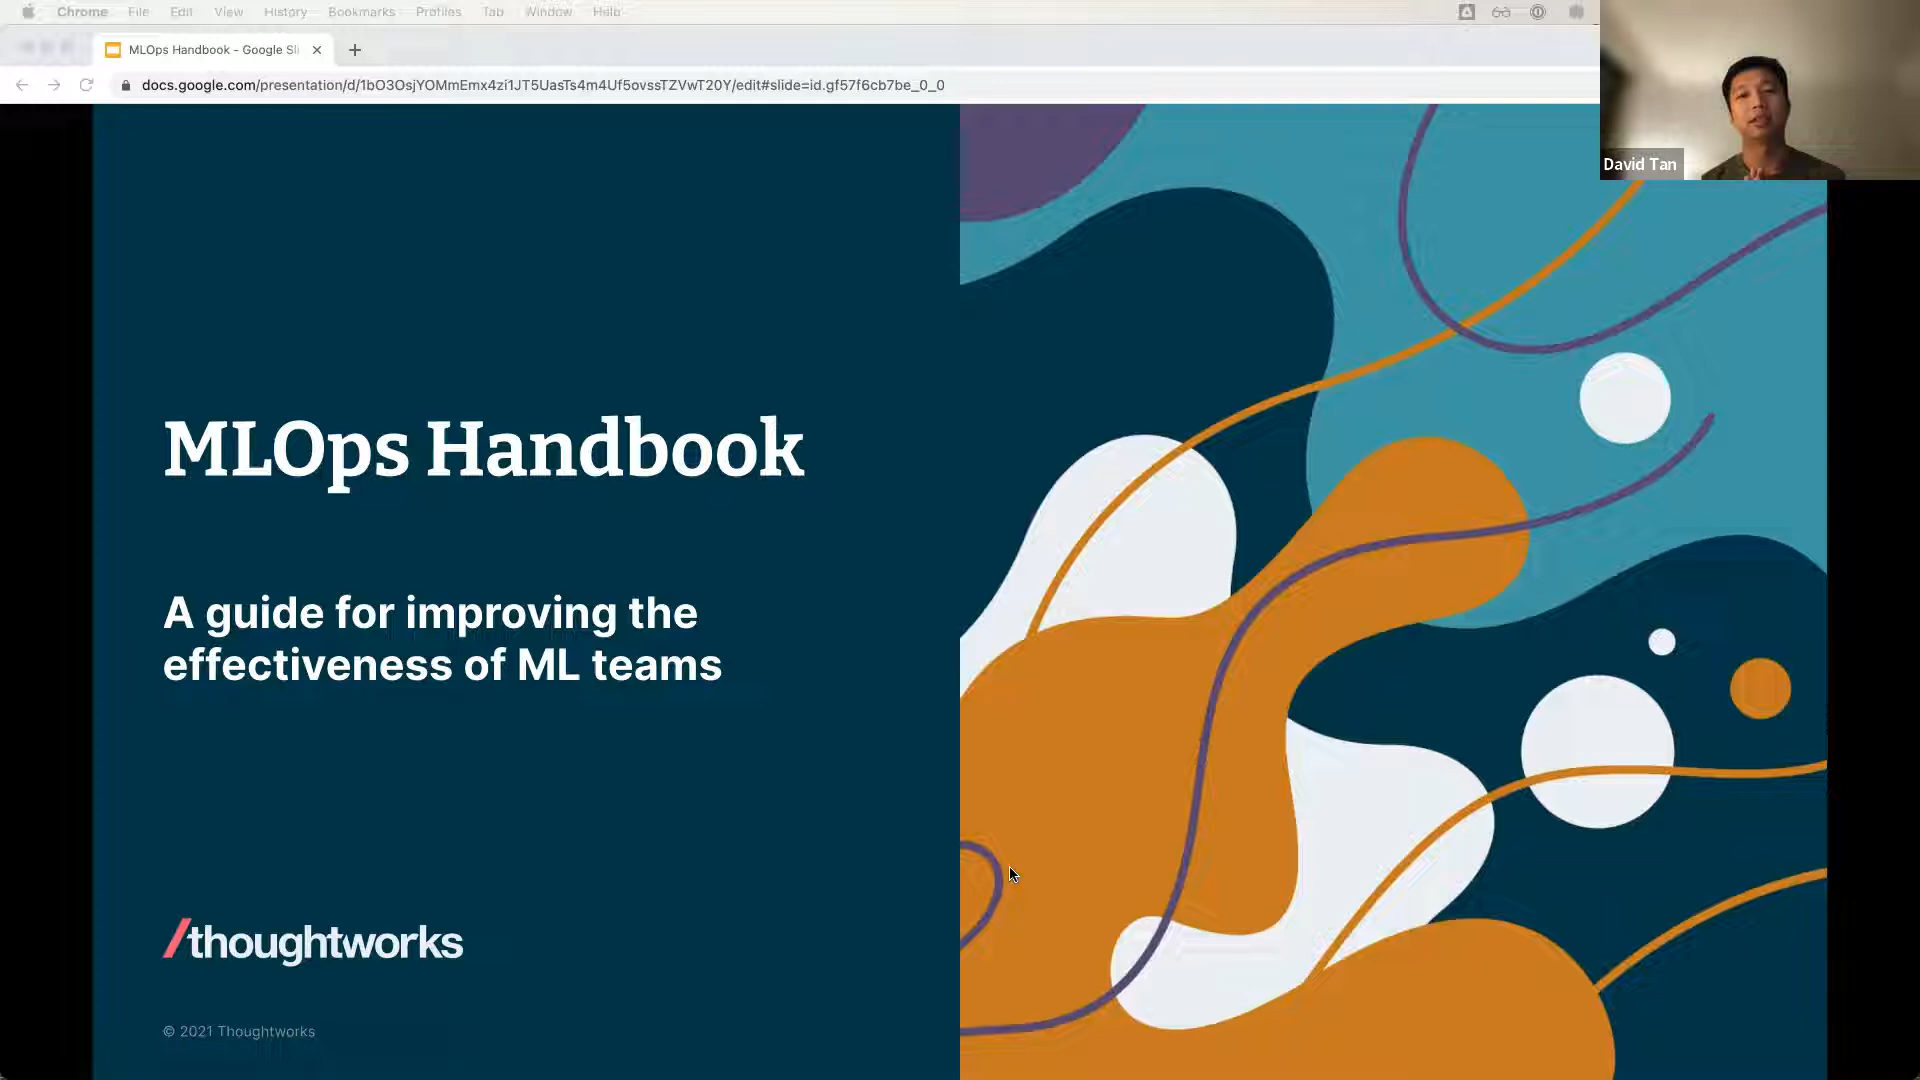 Chrome File Edit View History Bookmarks Profiles Tab Window Help
MLOps Handbook - Google Sli
docs.google.com/presentation/d/1bO3OsjYOMmEmx4zi1JT5UasTs4m4Uf5ovssTZVwT20Y/edit#slide=id.gf57f6cb7be_0_0
David Tan
MLOps Handbook
A guide for improving the
effectiveness of ML teams
/thoughtworks
© 2021 Thoughtworks